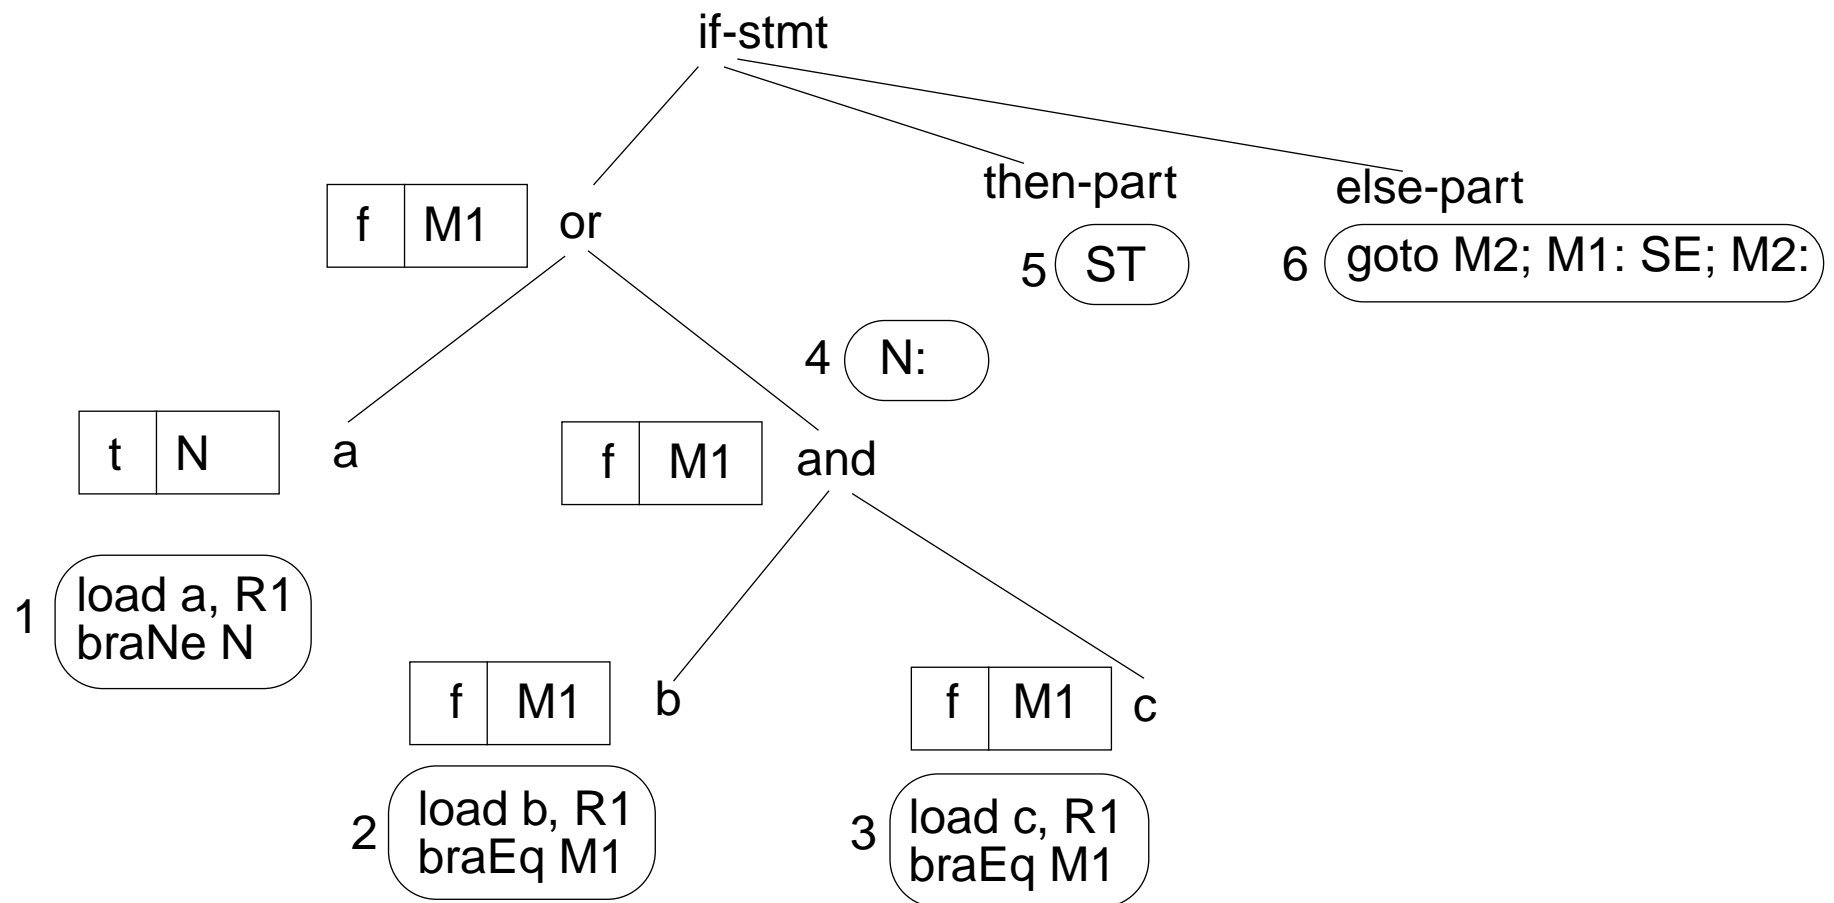 if-stmt
then-part
else-part
f M1 or
5 ST
6 goto M2; M1: SE; M2:
4 N:
t N a
f M1 and
1 load a, R1
braNe N
f M1 b
f M1 c
2 load b, R1
braEq M1
3 load c, R1
braEq M1